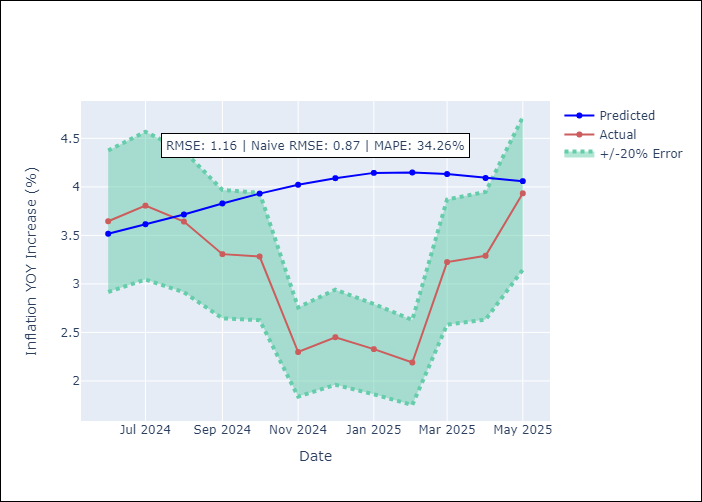 RMSE: 1.16 | Naive RMSE: 0.87 | MAPE: 34.26%
Predicted
Actual
+/-20% Error
Inflation YOY Increase (%)
4.5
4
3.5
3
2.5
2
Jul 2024
Sep 2024
Nov 2024
Jan 2025
Mar 2025
May 2025
Date